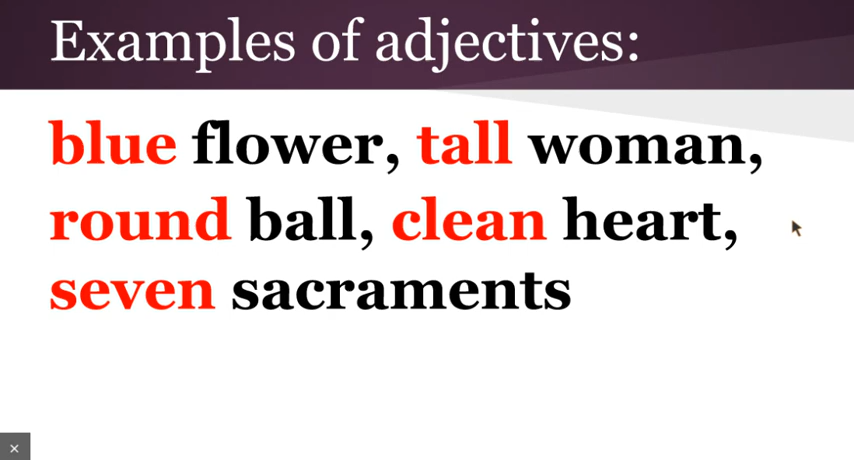 Examples of adjectives:
blue flower, tall woman,
round ball, clean heart,
seven sacraments